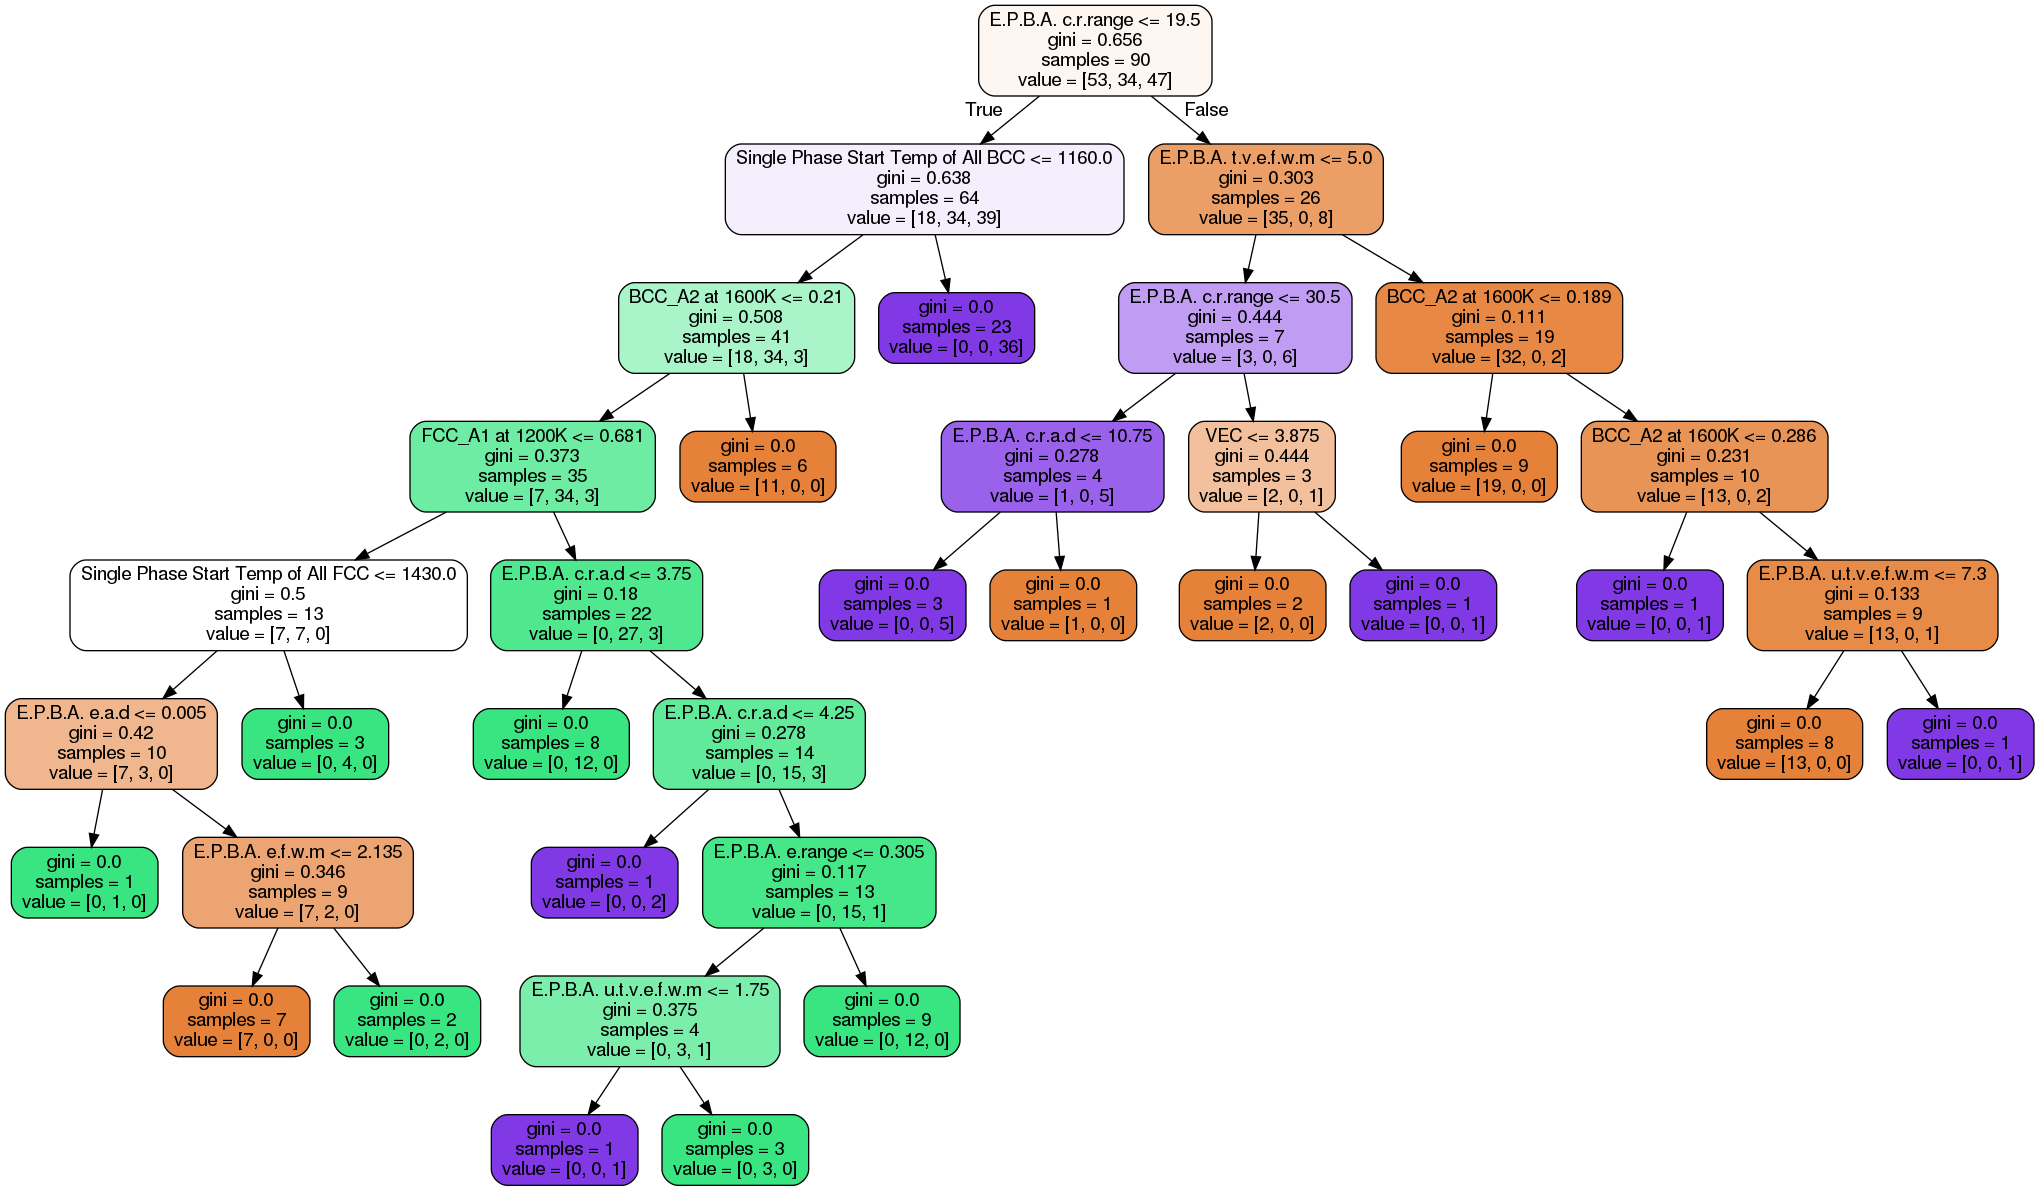 E.P.B.A. c.r.range <= 19.5
gini = 0.656
samples = 90
value = [53, 34, 47]
True
False
Single Phase Start Temp of All BCC <= 1160.0
gini = 0.638
samples = 64
value = [18, 34, 39]
E.P.B.A. t.v.e.f.w.m <= 5.0
gini = 0.303
samples = 26
value = [35, 0, 8]
BCC_A2 at 1600K <= 0.21
gini = 0.508
samples = 41
value = [18, 34, 3]
gini = 0.0
samples = 23
value = [0, 0, 36]
E.P.B.A. c.r.range <= 30.5
gini = 0.444
samples = 7
value = [3, 0, 6]
BCC_A2 at 1600K <= 0.189
gini = 0.111
samples = 19
value = [32, 0, 2]
FCC_A1 at 1200K <= 0.681
gini = 0.373
samples = 35
value = [7, 34, 3]
gini = 0.0
samples = 6
value = [11, 0, 0]
E.P.B.A. c.r.a.d <= 10.75
gini = 0.278
samples = 4
value = [1, 0, 5]
VEC <= 3.875
gini = 0.444
samples = 3
value = [2, 0, 1]
gini = 0.0
samples = 9
value = [19, 0, 0]
BCC_A2 at 1600K <= 0.286
gini = 0.231
samples = 10
value = [13, 0, 2]
Single Phase Start Temp of All FCC <= 1430.0
gini = 0.5
samples = 13
value = [7, 7, 0]
E.P.B.A. c.r.a.d <= 3.75
gini = 0.18
samples = 22
value = [0, 27, 3]
gini = 0.0
samples = 3
value = [0, 0, 5]
gini = 0.0
samples = 1
value = [1, 0, 0]
gini = 0.0
samples = 2
value = [2, 0, 0]
gini = 0.0
samples = 1
value = [0, 0, 1]
gini = 0.0
samples = 1
value = [0, 0, 1]
E.P.B.A. u.t.v.e.f.w.m <= 7.3
gini = 0.133
samples = 9
value = [13, 0, 1]
E.P.B.A. e.a.d <= 0.005
gini = 0.42
samples = 10
value = [7, 3, 0]
gini = 0.0
samples = 3
value = [0, 4, 0]
gini = 0.0
samples = 8
value = [0, 12, 0]
E.P.B.A. c.r.a.d <= 4.25
gini = 0.278
samples = 14
value = [0, 15, 3]
gini = 0.0
samples = 8
value = [13, 0, 0]
gini = 0.0
samples = 1
value = [0, 0, 1]
gini = 0.0
samples = 1
value = [0, 1, 0]
E.P.B.A. e.f.w.m <= 2.135
gini = 0.346
samples = 9
value = [7, 2, 0]
gini = 0.0
samples = 1
value = [0, 0, 2]
E.P.B.A. e.range <= 0.305
gini = 0.117
samples = 13
value = [0, 15, 1]
gini = 0.0
samples = 7
value = [7, 0, 0]
gini = 0.0
samples = 2
value = [0, 2, 0]
E.P.B.A. u.t.v.e.f.w.m <= 1.75
gini = 0.375
samples = 4
value = [0, 3, 1]
gini = 0.0
samples = 9
value = [0, 12, 0]
gini = 0.0
samples = 1
value = [0, 0, 1]
gini = 0.0
samples = 3
value = [0, 3, 0]